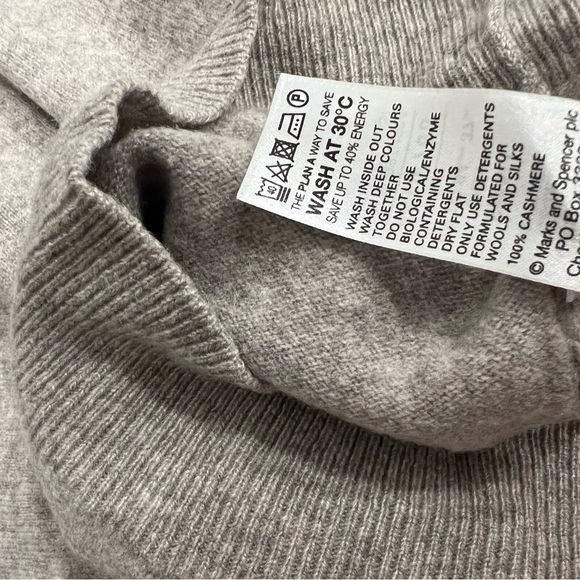 40 P
THE PLAN A WAY TO SAVE
WASH AT 30°C
SAVE UP TO 40% ENERGY
WASH INSIDE OUT
WASH DEEP COLOURS
TOGETHER
DO NOT USE
BIOLOGICAL/ENZYME
CONTAINING
DETERGENTS
DRY FLAT
ONLY USE DETERGENTS
FORMULATED FOR
WOOLS AND SILKS
100% CASHMERE
© Marks and Spencer plc
PO Box